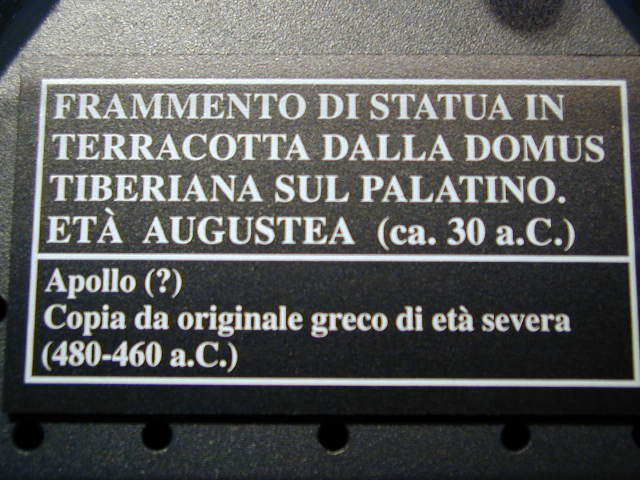 FRAMMENTO DI STATUA IN
TERRACOTTA DALLA DOMUS
TIBERIANA SUL PALATINO.
ETÀ AUGUSTEA (ca. 30 a.C.)
Apollo (?)
Copia da originale greco di età severa
(480-460 a.C.)